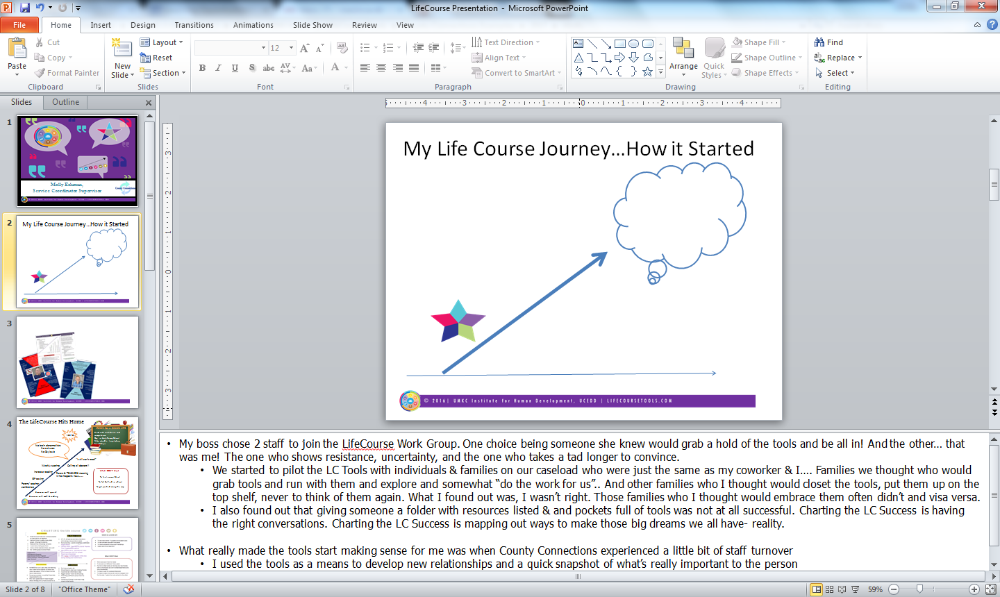 LifeCourse Presentation - Microsoft PowerPoint
File Home Insert Design Transitions Animations Slide Show Review View
Paste
Cut
Copy
Format Painter
Clipboard
New Slide
Layout
Reset
Section
Slides
12
B I U S abc AV Aa A
Font
Text Direction
Align Text
Convert to SmartArt
Paragraph
Arrange
Quick Styles
Shape Fill
Shape Outline
Shape Effects
Drawing
Find
Replace
Select
Editing
Slides Outline
1
Service Coordinator Supervisor
2
My Life Course Journey...How it Started
3
4
The LifeCourse Hits Home
5
My Life Course Journey...How it Started
© 2016| UMKC Institute for Human Development, UCEDD | LIFECOURSETOOLS.COM
• My boss chose 2 staff to join the LifeCourse Work Group. One choice being someone she knew would grab a hold of the tools and be all in! And the other... that
was me! The one who shows resistance, uncertainty, and the one who takes a tad longer to convince.
• We started to pilot the LC Tools with individuals & families on our caseload who were just the same as my coworker & I.... Families we thought who would
grab tools and run with them and explore and somewhat “do the work for us”.. And other families who I thought would closet the tools, put them up on the
top shelf, never to think of them again. What I found out was, I wasn’t right. Those families who I thought would embrace them often didn’t and visa versa.
• I also found out that giving someone a folder with resources listed & and pockets full of tools was not at all successful. Charting the LC Success is having
the right conversations. Charting the LC Success is mapping out ways to make those big dreams we all have- reality.
• What really made the tools start making sense for me was when County Connections experienced a little bit of staff turnover
• I used the tools as a means to develop new relationships and a quick snapshot of what’s really important to the person
Slide 2 of 8 "Office Theme" 59%